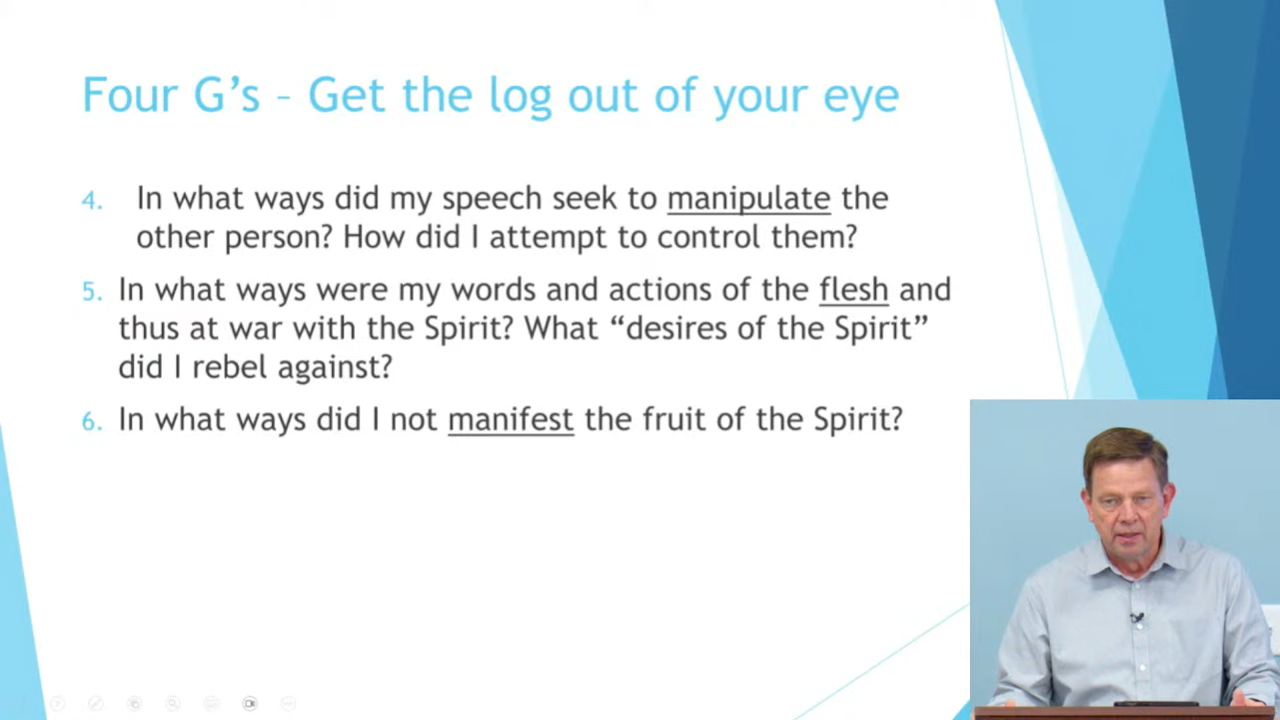 Four G’s – Get the log out of your eye
4. In what ways did my speech seek to manipulate the
other person? How did I attempt to control them?
5. In what ways were my words and actions of the flesh and
thus at war with the Spirit? What “desires of the Spirit”
did I rebel against?
6. In what ways did I not manifest the fruit of the Spirit?